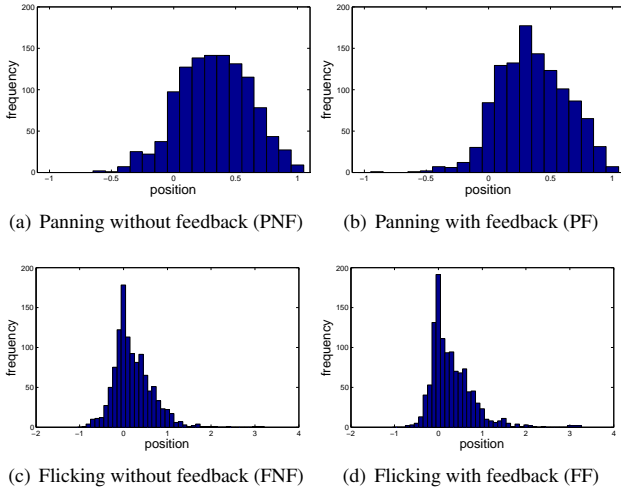 200
150
100
50
0
frequency
-1 -0.5 0 0.5 1
position
(a) Panning without feedback (PNF)
200
150
100
50
0
frequency
-1 -0.5 0 0.5 1
position
(b) Panning with feedback (PF)
200
150
100
50
0
frequency
-2 -1 0 1 2 3 4
position
(c) Flicking without feedback (FNF)
200
150
100
50
0
frequency
-2 -1 0 1 2 3 4
position
(d) Flicking with feedback (FF)